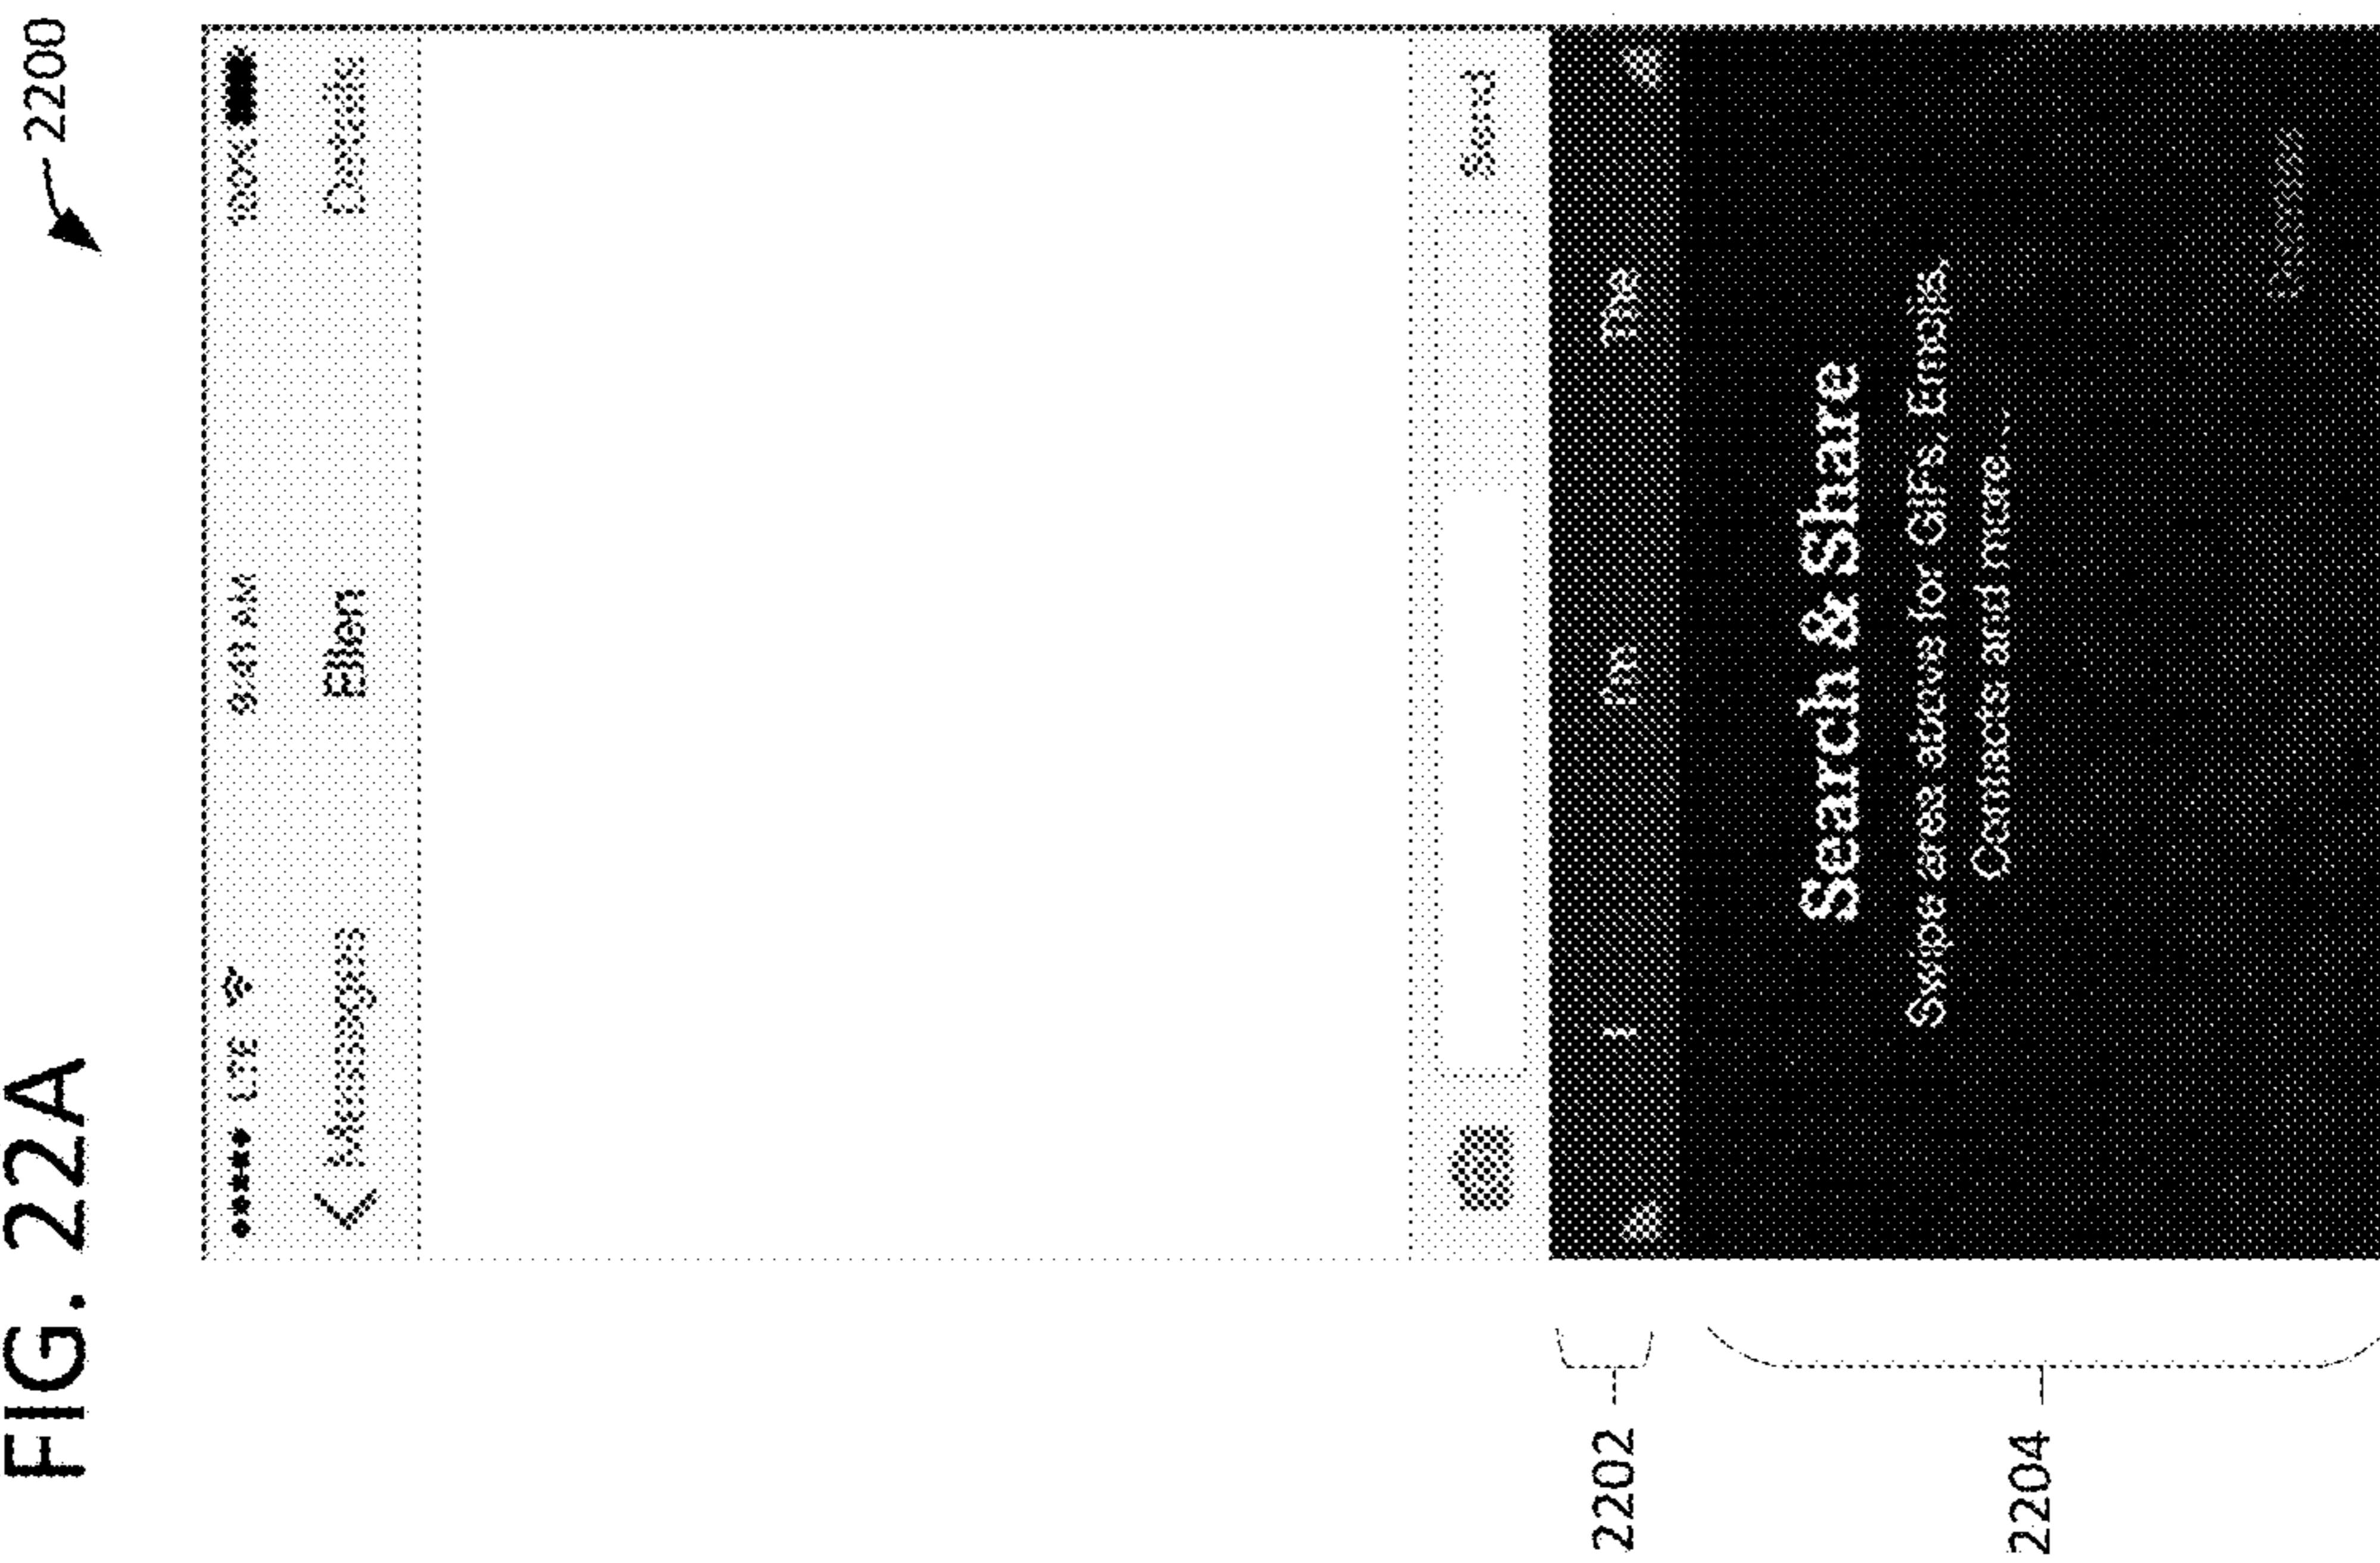 FIG. 22A
2200
LTE 9:41 AM 100%
Messages Ellen Details
Send
2202
I I'm The
2204
Search & Share
Swipe area above for GIFs, Emojis,
Contacts and more...